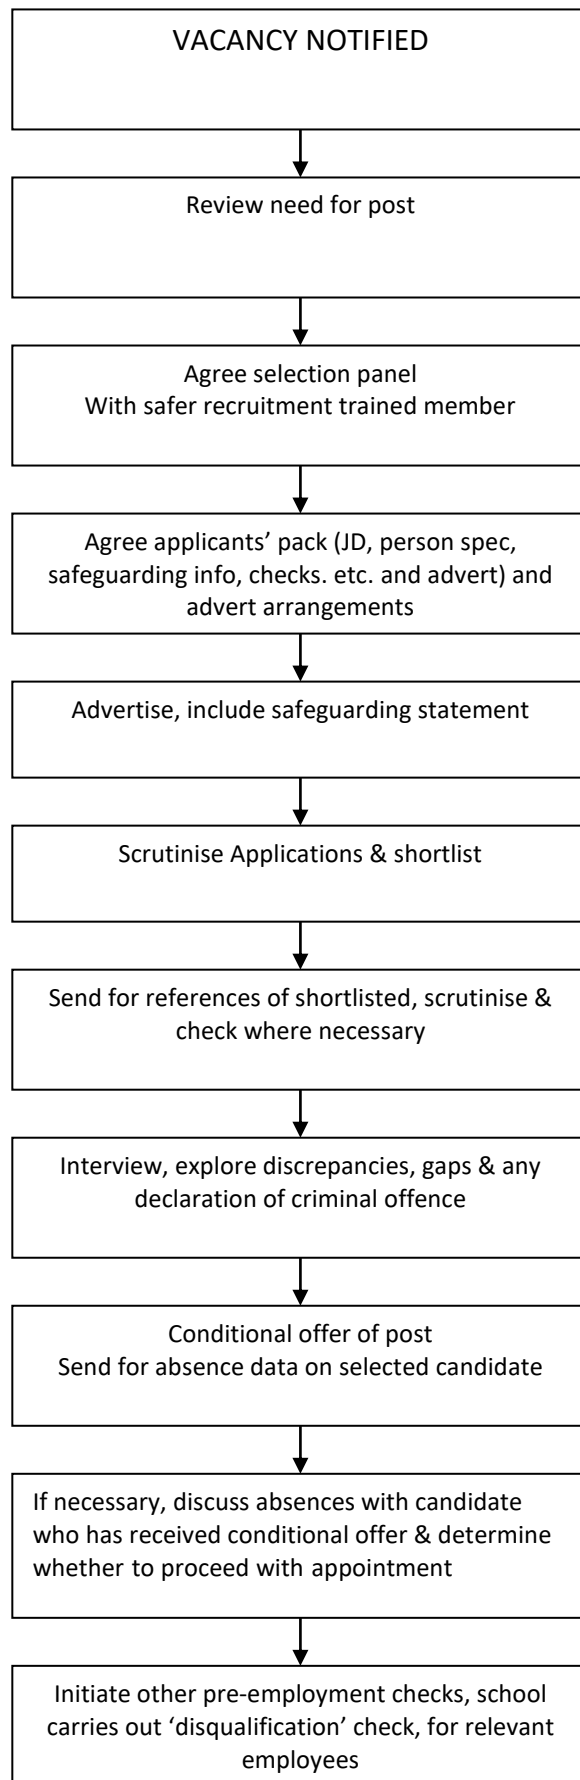 VACANCY NOTIFIED
Review need for post
Agree selection panel
With safer recruitment trained member
Agree applicants’ pack (JD, person spec,
safeguarding info, checks. etc. and advert) and
advert arrangements
Advertise, include safeguarding statement
Scrutinise Applications & shortlist
Send for references of shortlisted, scrutinise &
check where necessary
Interview, explore discrepancies, gaps & any
declaration of criminal offence
Conditional offer of post
Send for absence data on selected candidate
If necessary, discuss absences with candidate
who has received conditional offer & determine
whether to proceed with appointment
Initiate other pre-employment checks, school
carries out ‘disqualification’ check, for relevant
employees